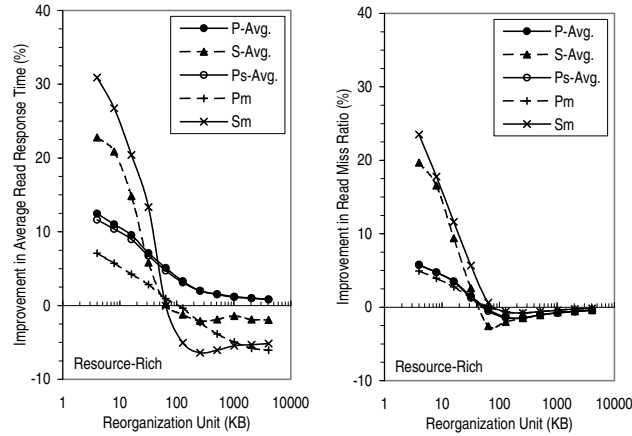 Improvement in Average Read Response Time (%)
40
30
20
10
0
-10
P-Avg.
S-Avg.
Ps-Avg.
Pm
Sm
Resource-Rich
1
10
100
1000
10000
Reorganization Unit (KB)
Improvement in Read Miss Ratio (%)
40
30
20
10
0
-10
P-Avg.
S-Avg.
Ps-Avg.
Pm
Sm
Resource-Rich
1
10
100
1000
10000
Reorganization Unit (KB)